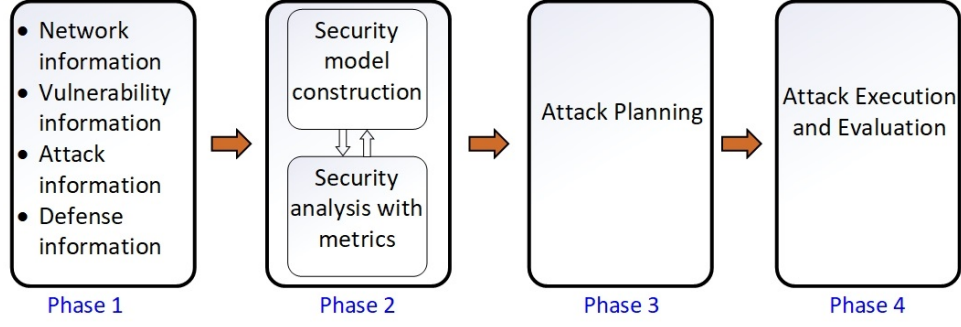 • Network
information
• Vulnerability
information
• Attack
information
• Defense
information
Phase 1
Security
model
construction
Security
analysis with
metrics
Phase 2
Attack Planning
Phase 3
Attack Execution
and Evaluation
Phase 4